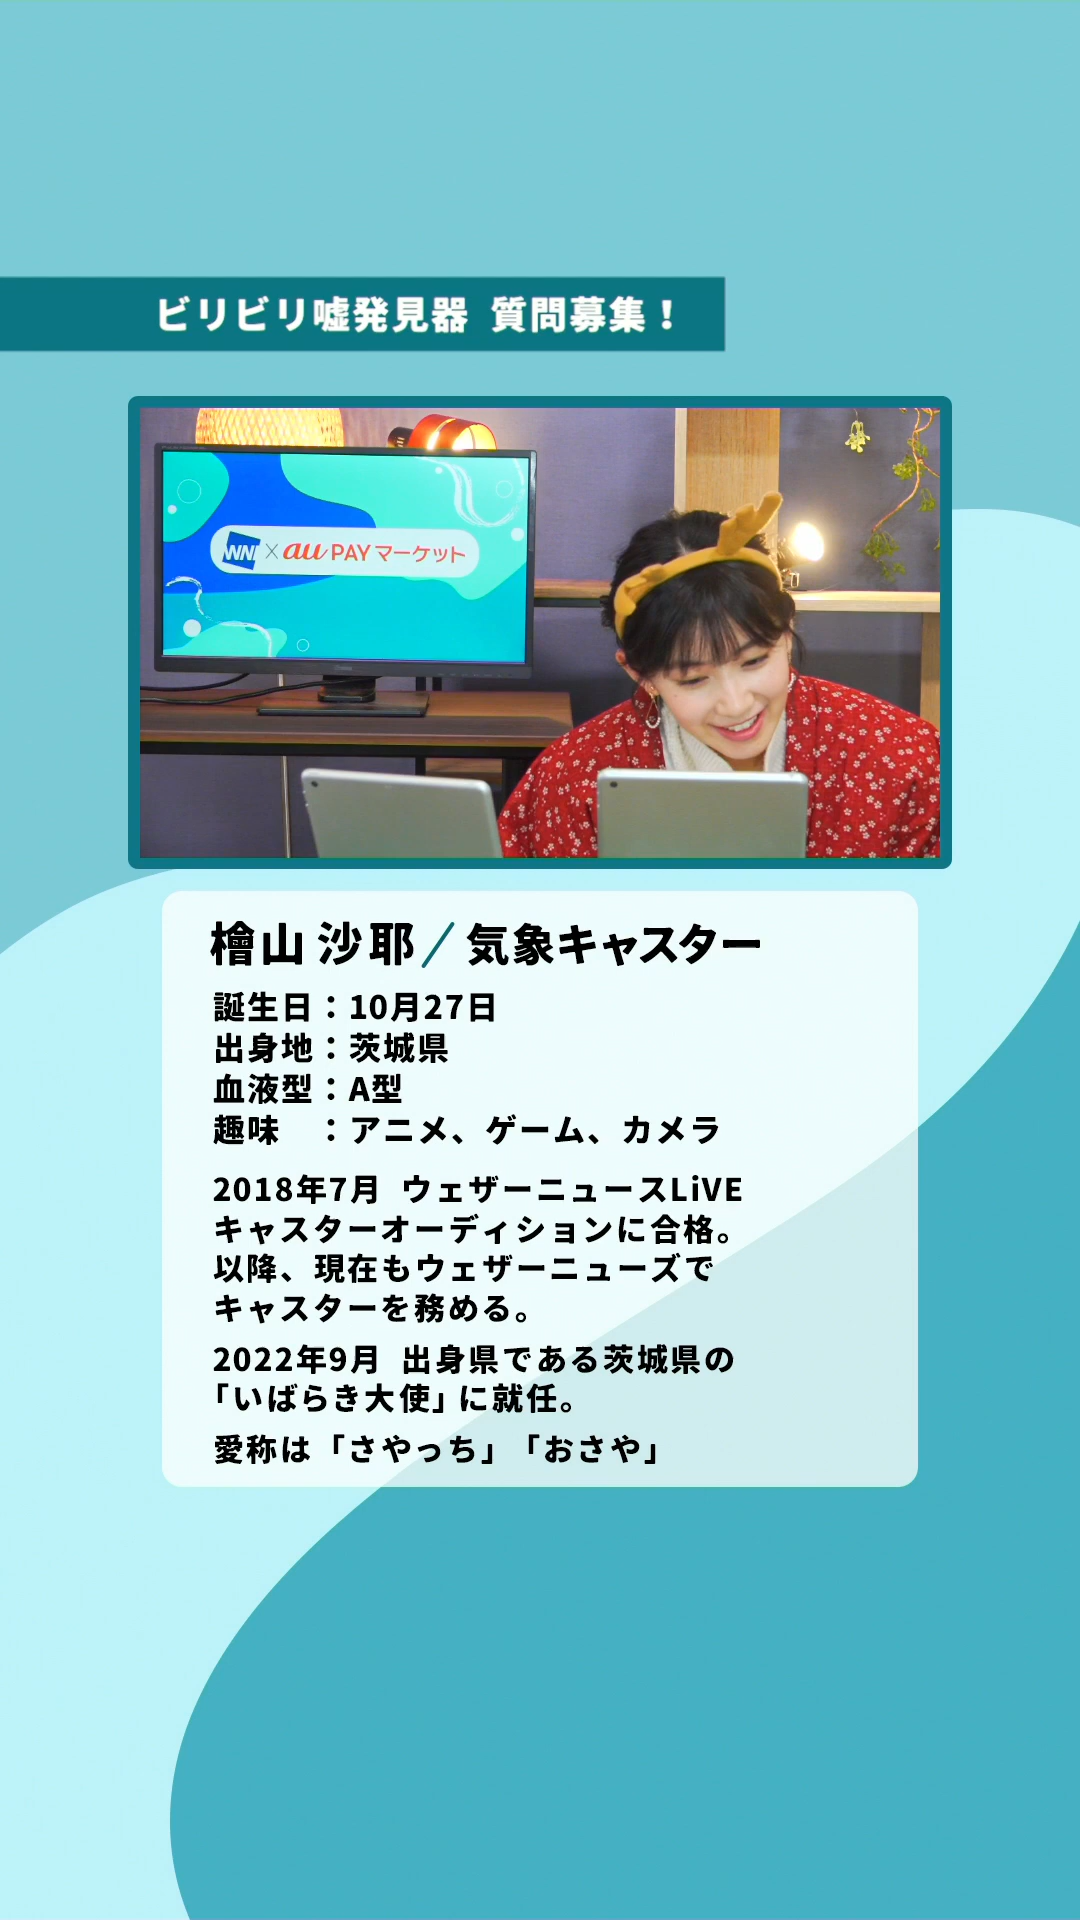 ビリビリ嘘発見器 質問募集！
WNI × au PAY マーケット
檜山 沙耶／気象キャスター
誕生日：10月27日
出身地：茨城県
血液型：A型
趣味　：アニメ、ゲーム、カメラ
2018年7月 ウェザーニュースLiVE
キャスターオーディションに合格。
以降、現在もウェザーニューズで
キャスターを務める。
2022年9月 出身県である茨城県の
「いばらき大使」に就任。
愛称は「さやっち」「おさや」